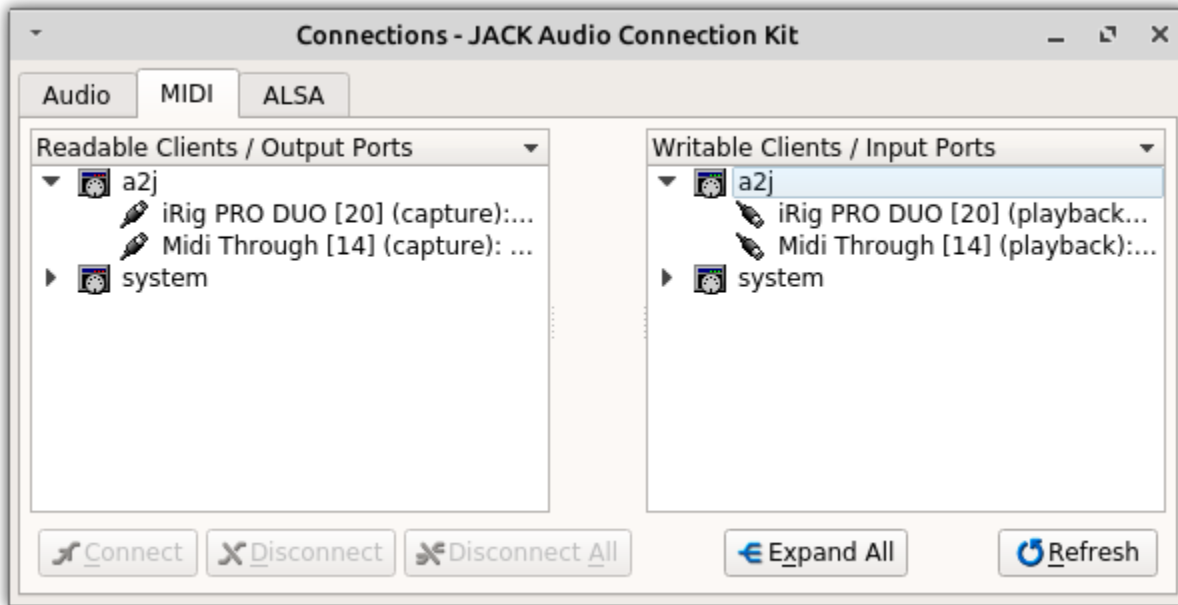 Connections - JACK Audio Connection Kit
Audio MIDI ALSA
Readable Clients / Output Ports
a2j
iRig PRO DUO [20] (capture):...
Midi Through [14] (capture): ...
system
Writable Clients / Input Ports
a2j
iRig PRO DUO [20] (playback...
Midi Through [14] (playback):...
system
Connect Disconnect Disconnect All Expand All Refresh